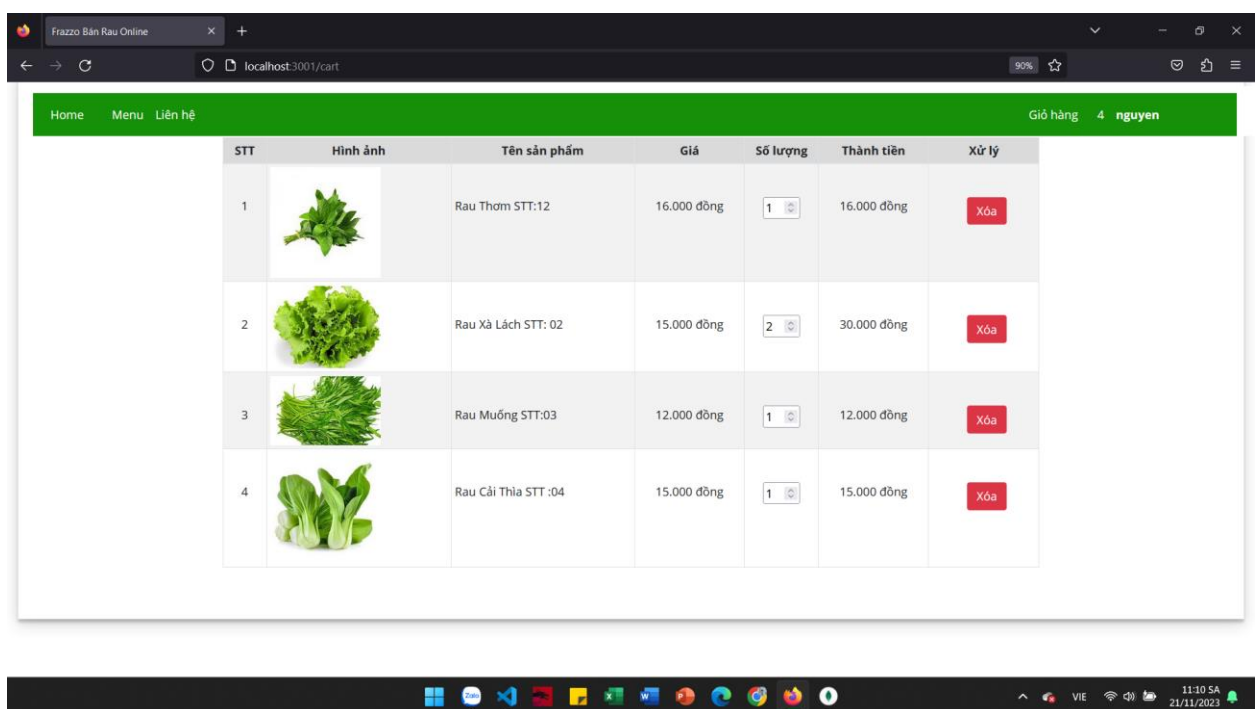 Frazzo Bán Rau Online
localhost:3001/cart
90%
Home Menu Liên hệ Giỏ hàng 4 nguyen
STT Hình ảnh Tên sản phẩm Giá Số lượng Thành tiền Xử lý
1 Rau Thơm STT:12 16.000 đồng 1 16.000 đồng Xóa
2 Rau Xà Lách STT: 02 15.000 đồng 2 30.000 đồng Xóa
3 Rau Muống STT:03 12.000 đồng 1 12.000 đồng Xóa
4 Rau Cải Thìa STT :04 15.000 đồng 1 15.000 đồng Xóa
Zalo
VIE
11:10 SA
21/11/2023